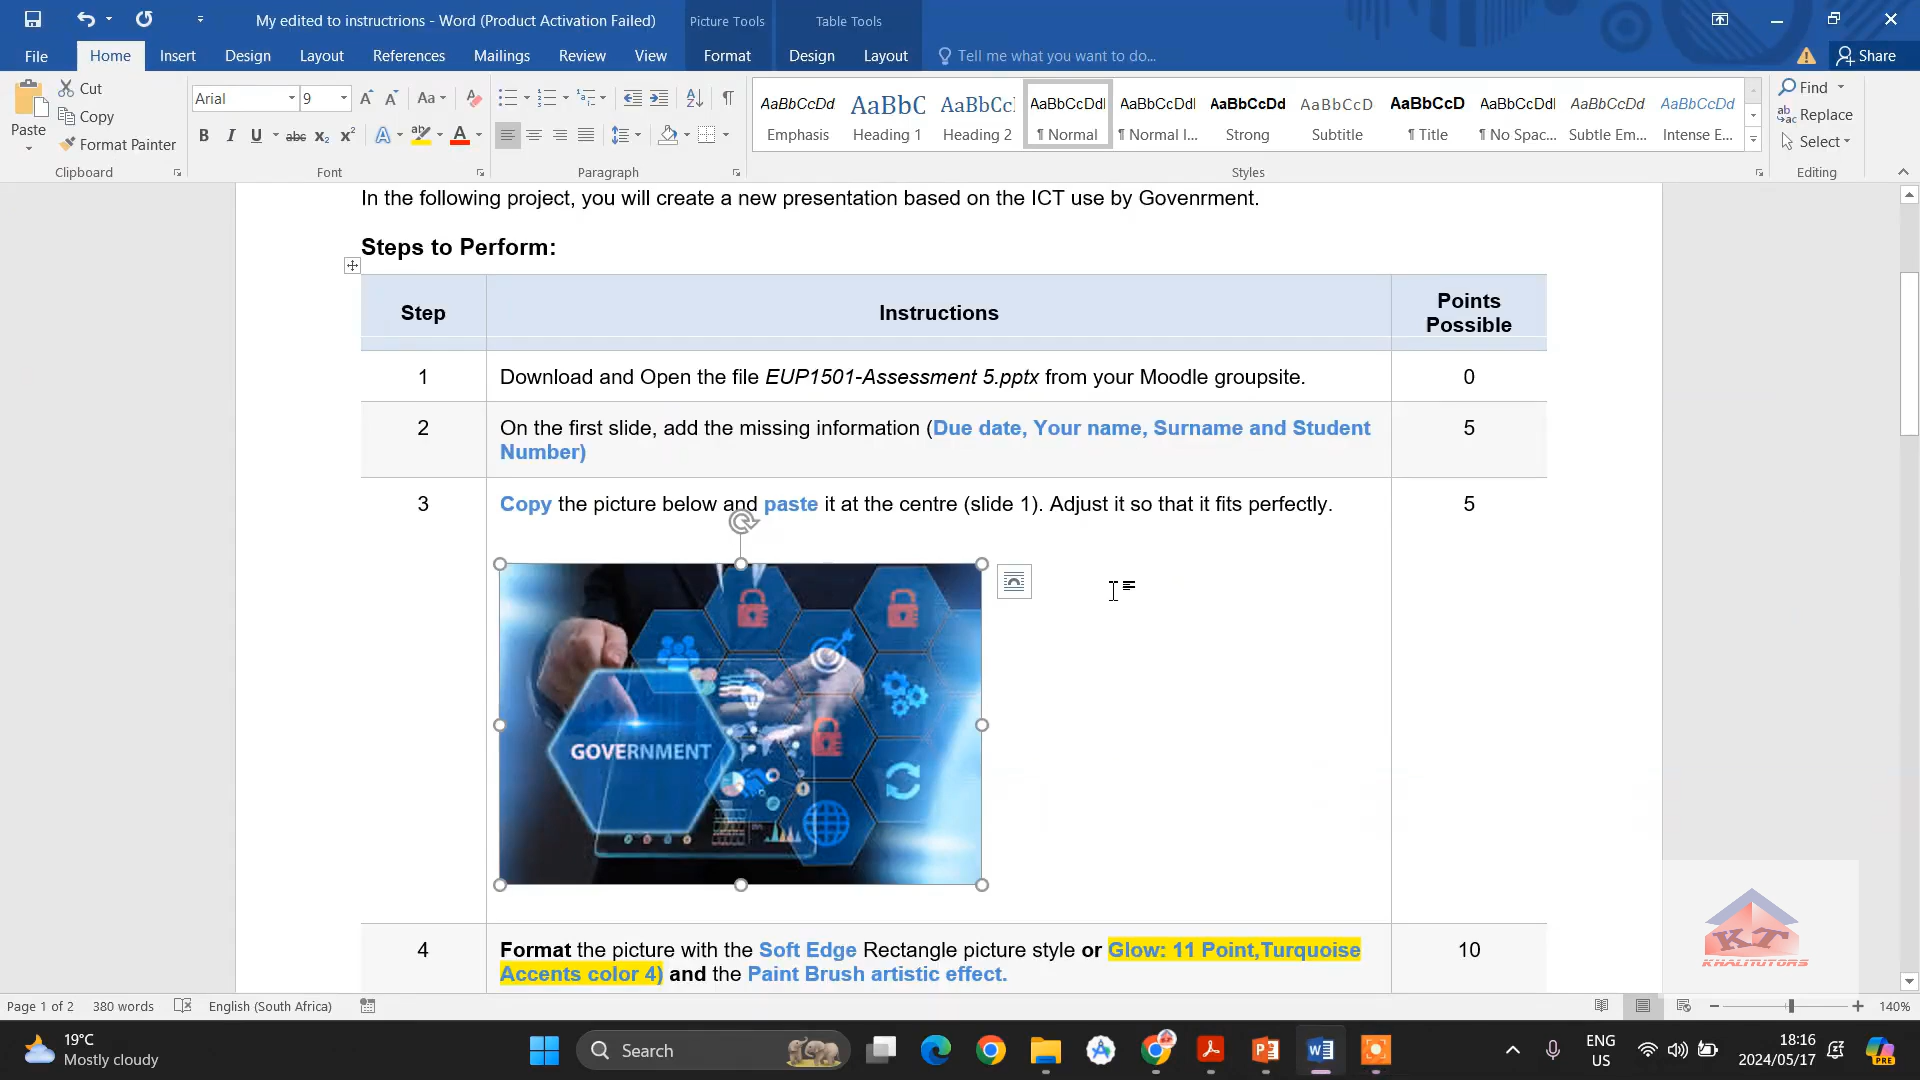 My edited to instructrions - Word (Product Activation Failed)
Picture Tools
Table Tools
File
Home
Insert
Design
Layout
References
Mailings
Review
View
Format
Design
Layout
Tell me what you want to do...
Share
Paste
Cut
Copy
Format Painter
Clipboard
Arial
9
Font
Paragraph
AaBbCcDd
Emphasis
AaBbC
Heading 1
AaBbCc
Heading 2
AaBbCcDdI
¶ Normal
AaBbCcDdI
¶ Normal I...
AaBbCcDd
Strong
AaBbCcD
Subtitle
AaBbCcD
¶ Title
AaBbCcDdI
¶ No Spac...
AaBbCcDd
Subtle Em...
AaBbCcDd
Intense E...
Styles
Find
Replace
Select
Editing
In the following project, you will create a new presentation based on the ICT use by Govenrment.
Steps to Perform:
Step
Instructions
Points
Possible
1
Download and Open the file EUP1501-Assessment 5.pptx from your Moodle groupsite.
0
2
On the first slide, add the missing information (Due date, Your name, Surname and Student
Number)
5
3
Copy the picture below and paste it at the centre (slide 1). Adjust it so that it fits perfectly.
5
GOVERNMENT
4
Format the picture with the Soft Edge Rectangle picture style or Glow: 11 Point,Turquoise
Accents color 4) and the Paint Brush artistic effect.
10
KT
KHALITUTORS
Page 1 of 2
380 words
English (South Africa)
140%
19°C
Mostly cloudy
Search
ENG
US
18:16
2024/05/17